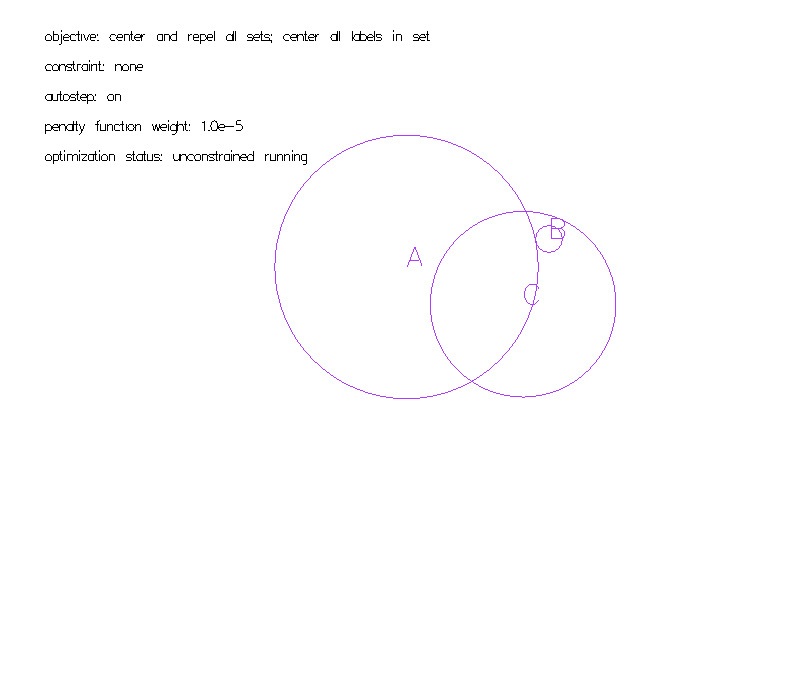 objective: center and repel all sets; center all labels in set
constraint: none
autostep: on
penalty function weight: 1.0e-5
optimization status: unconstrained running
B
A
C